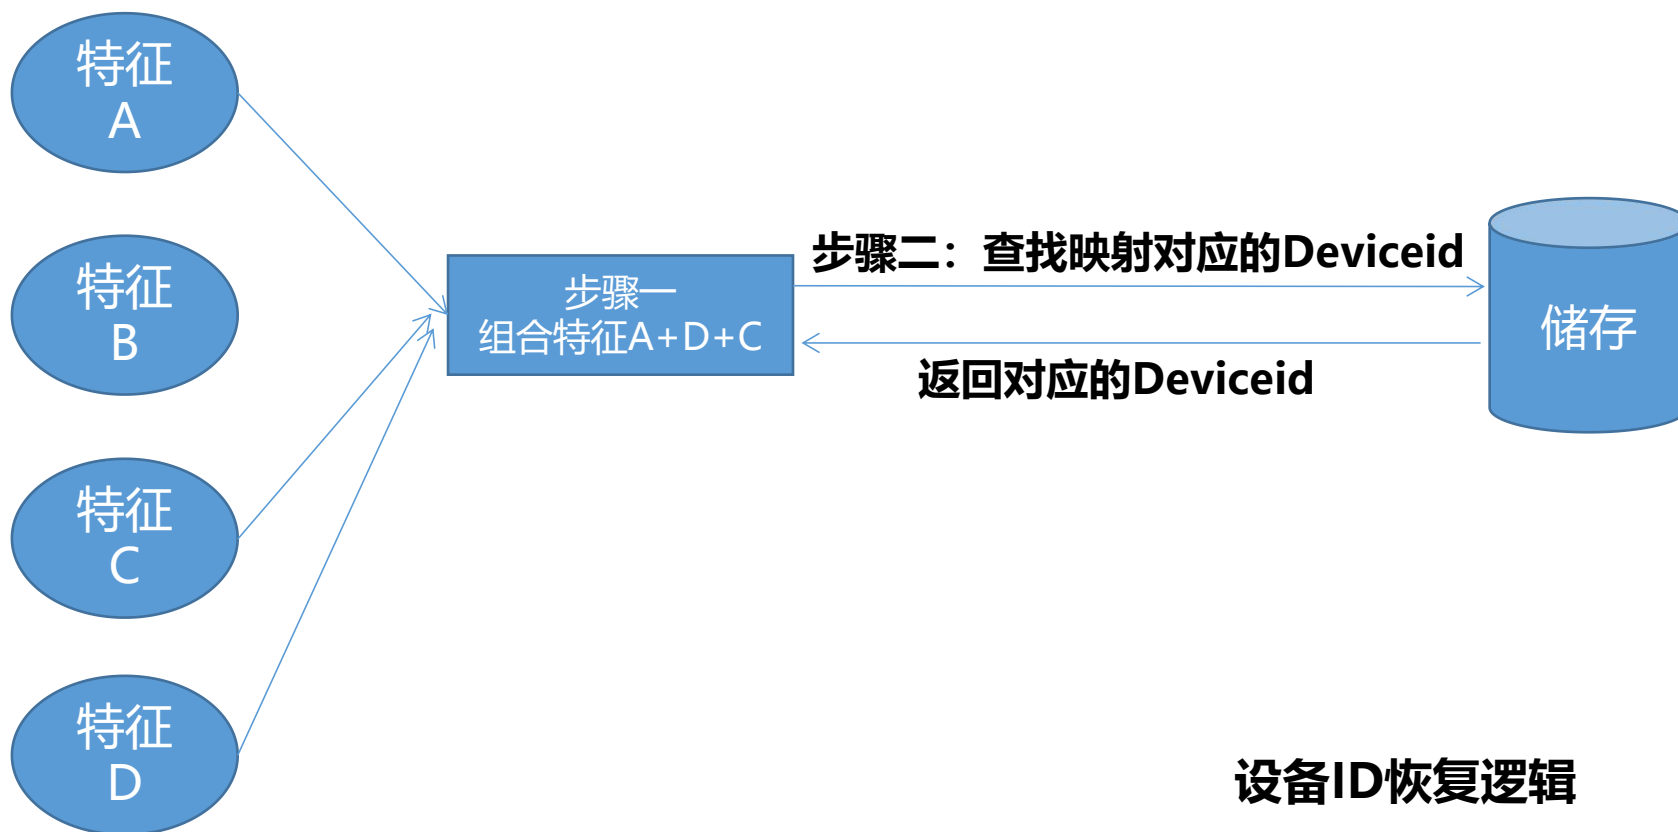 特征
A
特征
B
特征
C
特征
D
步骤一
组合特征A+D+C
步骤二：查找映射对应的Deviceid
返回对应的Deviceid
储存
设备ID恢复逻辑